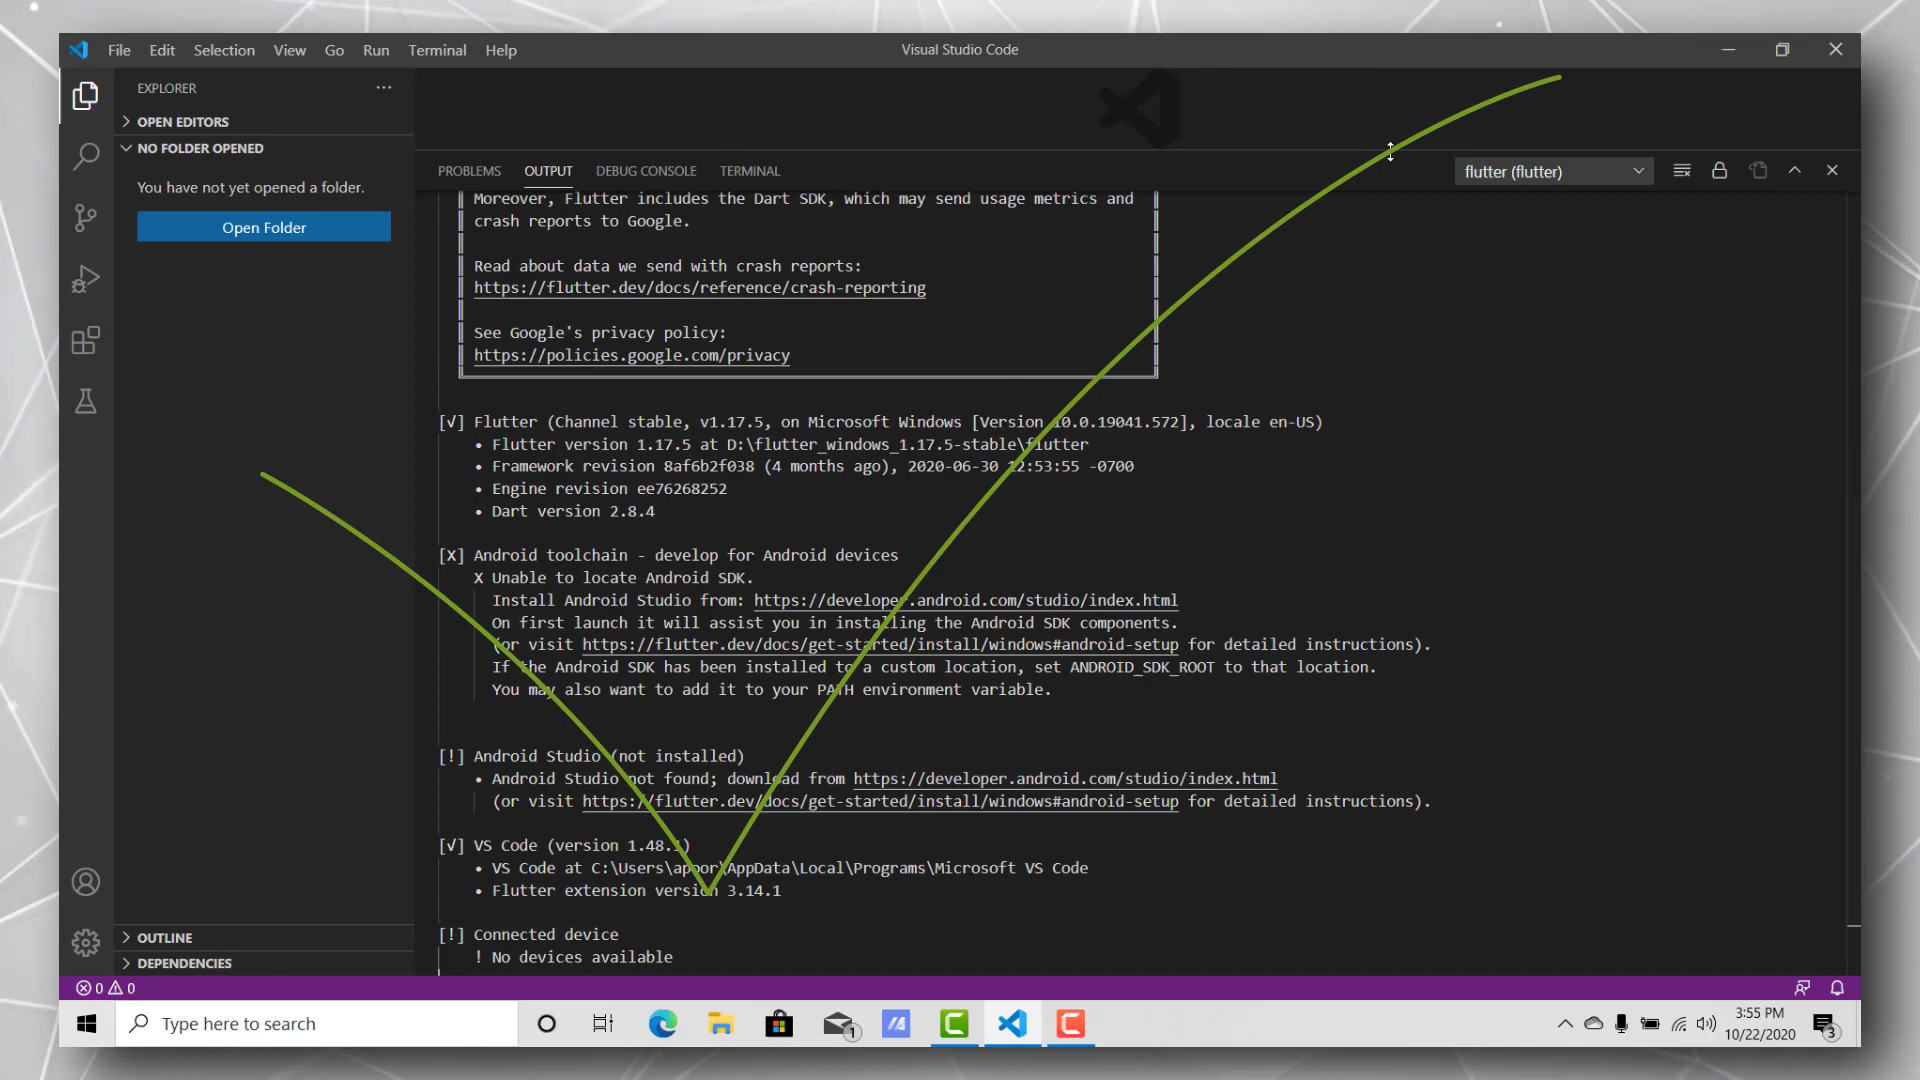 File Edit Selection View Go Run Terminal Help
Visual Studio Code
EXPLORER
OPEN EDITORS
NO FOLDER OPENED
You have not yet opened a folder.
Open Folder
OUTLINE
DEPENDENCIES
PROBLEMS OUTPUT DEBUG CONSOLE TERMINAL
flutter (flutter)
Moreover, Flutter includes the Dart SDK, which may send usage metrics and
crash reports to Google.
Read about data we send with crash reports:
https://flutter.dev/docs/reference/crash-reporting
See Google's privacy policy:
https://policies.google.com/privacy
[√] Flutter (Channel stable, v1.17.5, on Microsoft Windows [Version 10.0.19041.572], locale en-US)
• Flutter version 1.17.5 at D:\flutter_windows_1.17.5-stable\flutter
• Framework revision 8af6b2f038 (4 months ago), 2020-06-30 12:53:55 -0700
• Engine revision ee76268252
• Dart version 2.8.4
[X] Android toolchain - develop for Android devices
X Unable to locate Android SDK.
Install Android Studio from: https://developer.android.com/studio/index.html
On first launch it will assist you in installing the Android SDK components.
(or visit https://flutter.dev/docs/get-started/install/windows#android-setup for detailed instructions).
If the Android SDK has been installed to a custom location, set ANDROID_SDK_ROOT to that location.
You may also want to add it to your PATH environment variable.
[!] Android Studio (not installed)
• Android Studio not found; download from https://developer.android.com/studio/index.html
(or visit https://flutter.dev/docs/get-started/install/windows#android-setup for detailed instructions).
[√] VS Code (version 1.48.1)
• VS Code at C:\Users\apoor\AppData\Local\Programs\Microsoft VS Code
• Flutter extension version 3.14.1
[!] Connected device
! No devices available
0 0
Type here to search
1
3:55 PM
10/22/2020
3